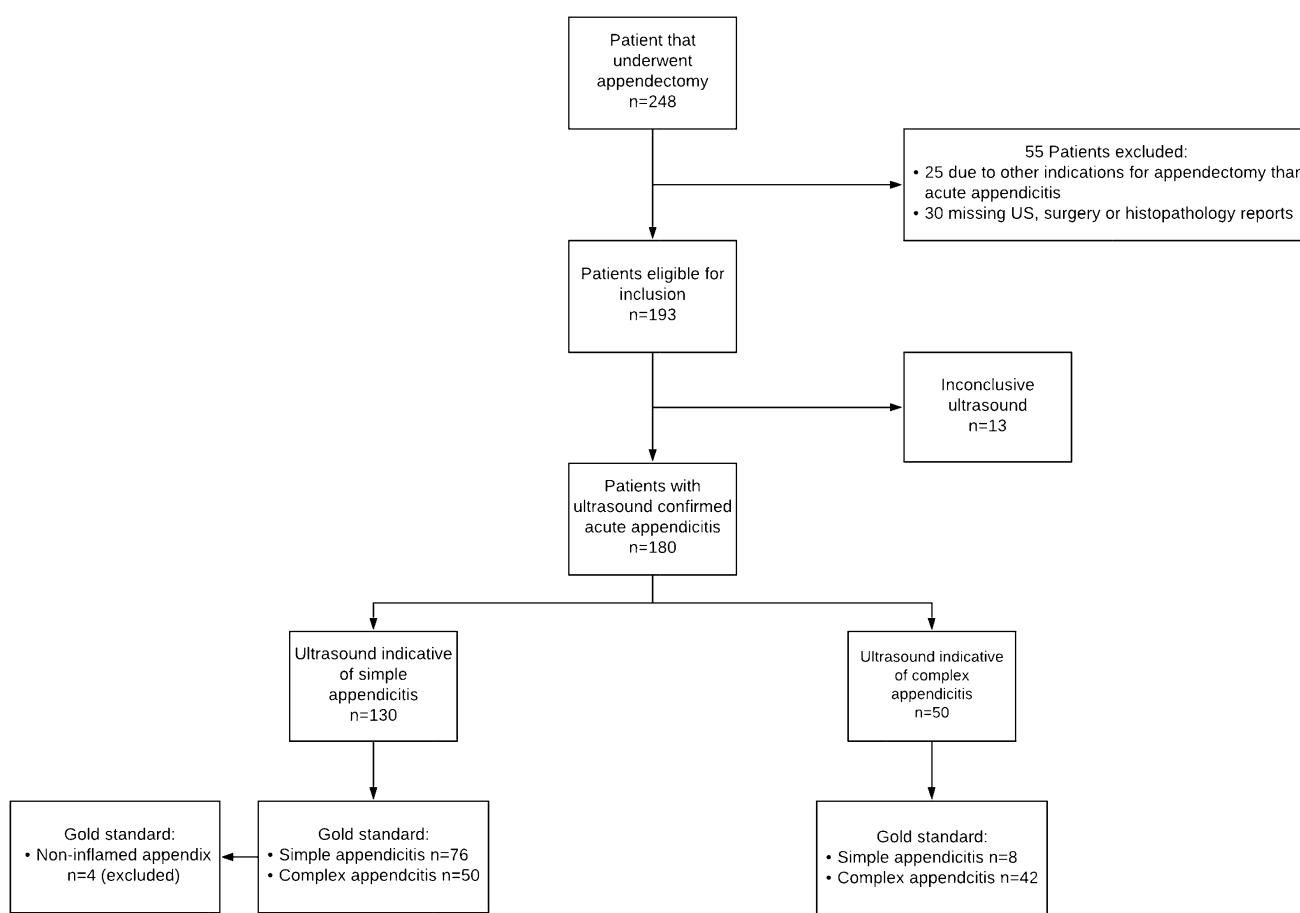 Patient that
underwent
appendectomy
n=248
55 Patients excluded:
• 25 due to other indications for appendectomy than
acute appendicitis
• 30 missing US, surgery or histopathology reports
Patients eligible for
inclusion
n=193
Inconclusive
ultrasound
n=13
Patients with
ultrasound confirmed
acute appendicitis
n=180
Ultrasound indicative
of simple
appendicitis
n=130
Ultrasound indicative
of complex
appendicitis
n=50
Gold standard:
• Non-inflamed appendix
n=4 (excluded)
Gold standard:
• Simple appendicitis n=76
• Complex appendcitis n=50
Gold standard:
• Simple appendicitis n=8
• Complex appendcitis n=42